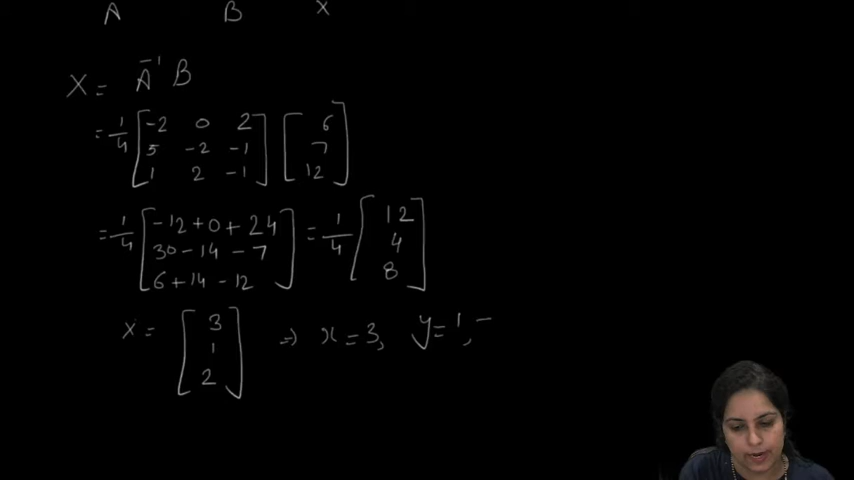 A B X
X = A⁻¹ B
= 1/4 [-2 0 2; 5 -2 -1; 1 2 -1] [6; 7; 12]
= 1/4 [-12+0+24; 30-14-7; 6+14-12] = 1/4 [12; 4; 8]
X = [3; 1; 2] ⇒ x = 3, y = 1,